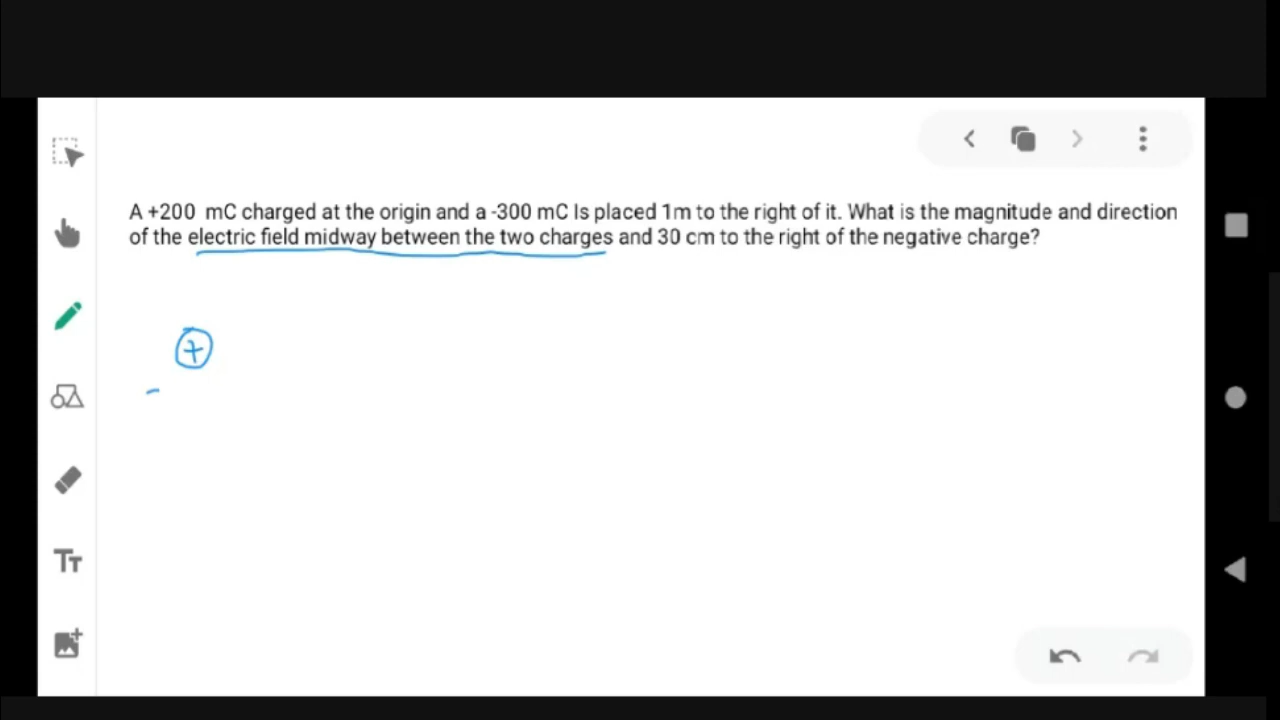 A +200 mC charged at the origin and a -300 mC Is placed 1m to the right of it. What is the magnitude and direction
of the electric field midway between the two charges and 30 cm to the right of the negative charge?
+
-
TT